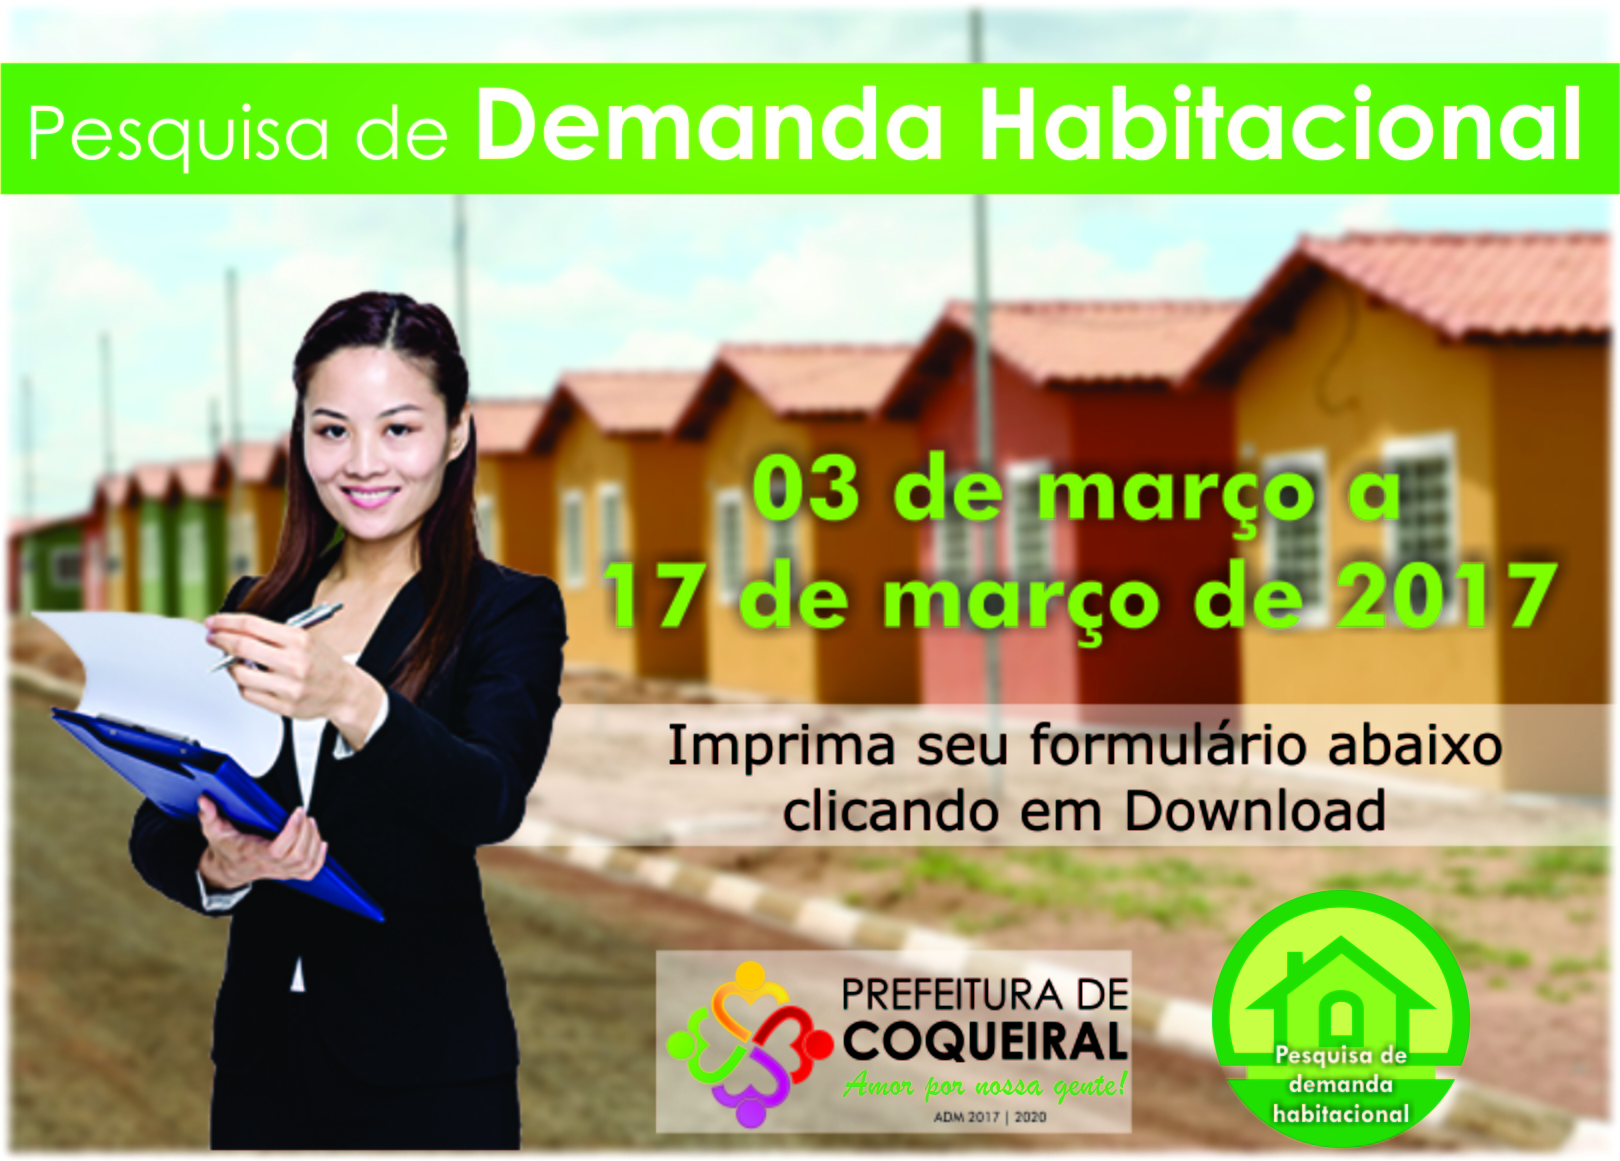 Pesquisa de Demanda Habitacional
03 de março a
17 de março de 2017
Imprima seu formulário abaixo
clicando em Download
PREFEITURA DE
COQUEIRAL
Amor por nossa gente!
ADM 2017 | 2020
Pesquisa de
demanda
habitacional